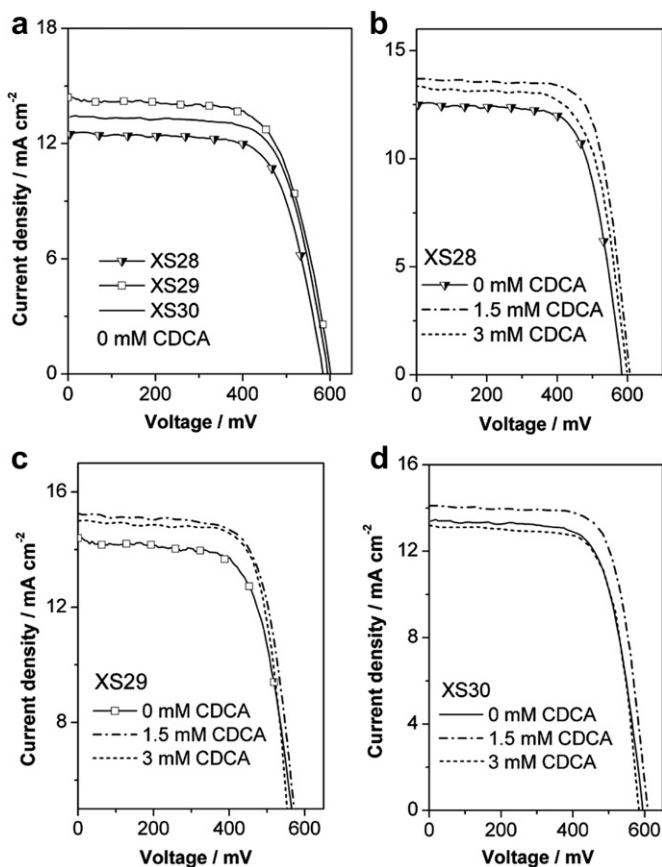 a
Current density / mA cm⁻²
18
12
6
0
XS28
XS29
XS30
0 mM CDCA
0 200 400 600
Voltage / mV
b
15
10
5
0
XS28
0 mM CDCA
1.5 mM CDCA
3 mM CDCA
0 200 400 600
Voltage / mV
c
Current density / mA cm⁻²
16
12
8
XS29
0 mM CDCA
1.5 mM CDCA
3 mM CDCA
0 200 400 600
Voltage / mV
d
Current density / mA cm⁻²
16
12
8
4
0
XS30
0 mM CDCA
1.5 mM CDCA
3 mM CDCA
0 200 400 600
Voltage / mV